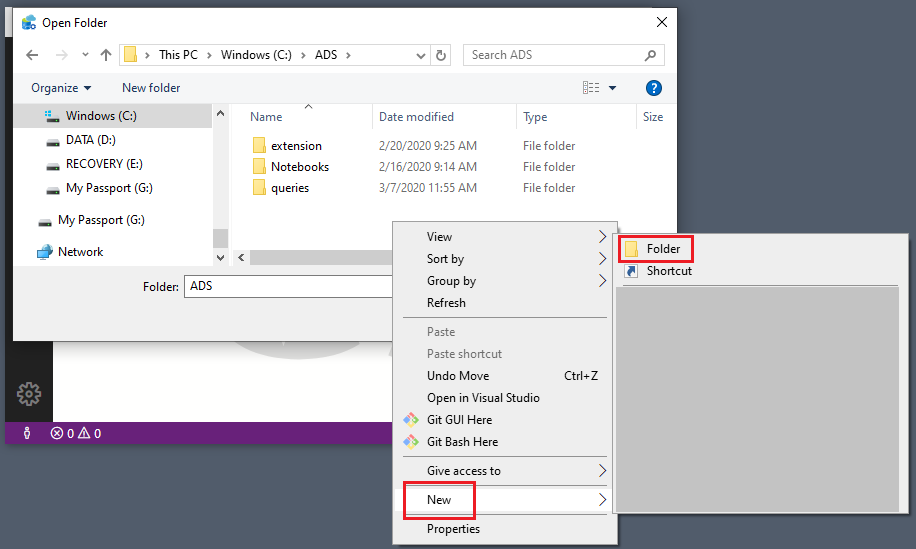 Open Folder
This PC > Windows (C:) > ADS >
Search ADS
Organize
New folder
?
Name
Date modified
Type
Size
Windows (C:)
DATA (D:)
RECOVERY (E:)
My Passport (G:)
My Passport (G:)
Network
extension 2/20/2020 9:25 AM File folder
Notebooks 2/16/2020 9:14 AM File folder
queries 3/7/2020 11:55 AM File folder
Folder: ADS
View
Sort by
Group by
Refresh
Paste
Paste shortcut
Undo Move Ctrl+Z
Open in Visual Studio
Git GUI Here
Git Bash Here
Give access to
New
Properties
Folder
Shortcut
0 0